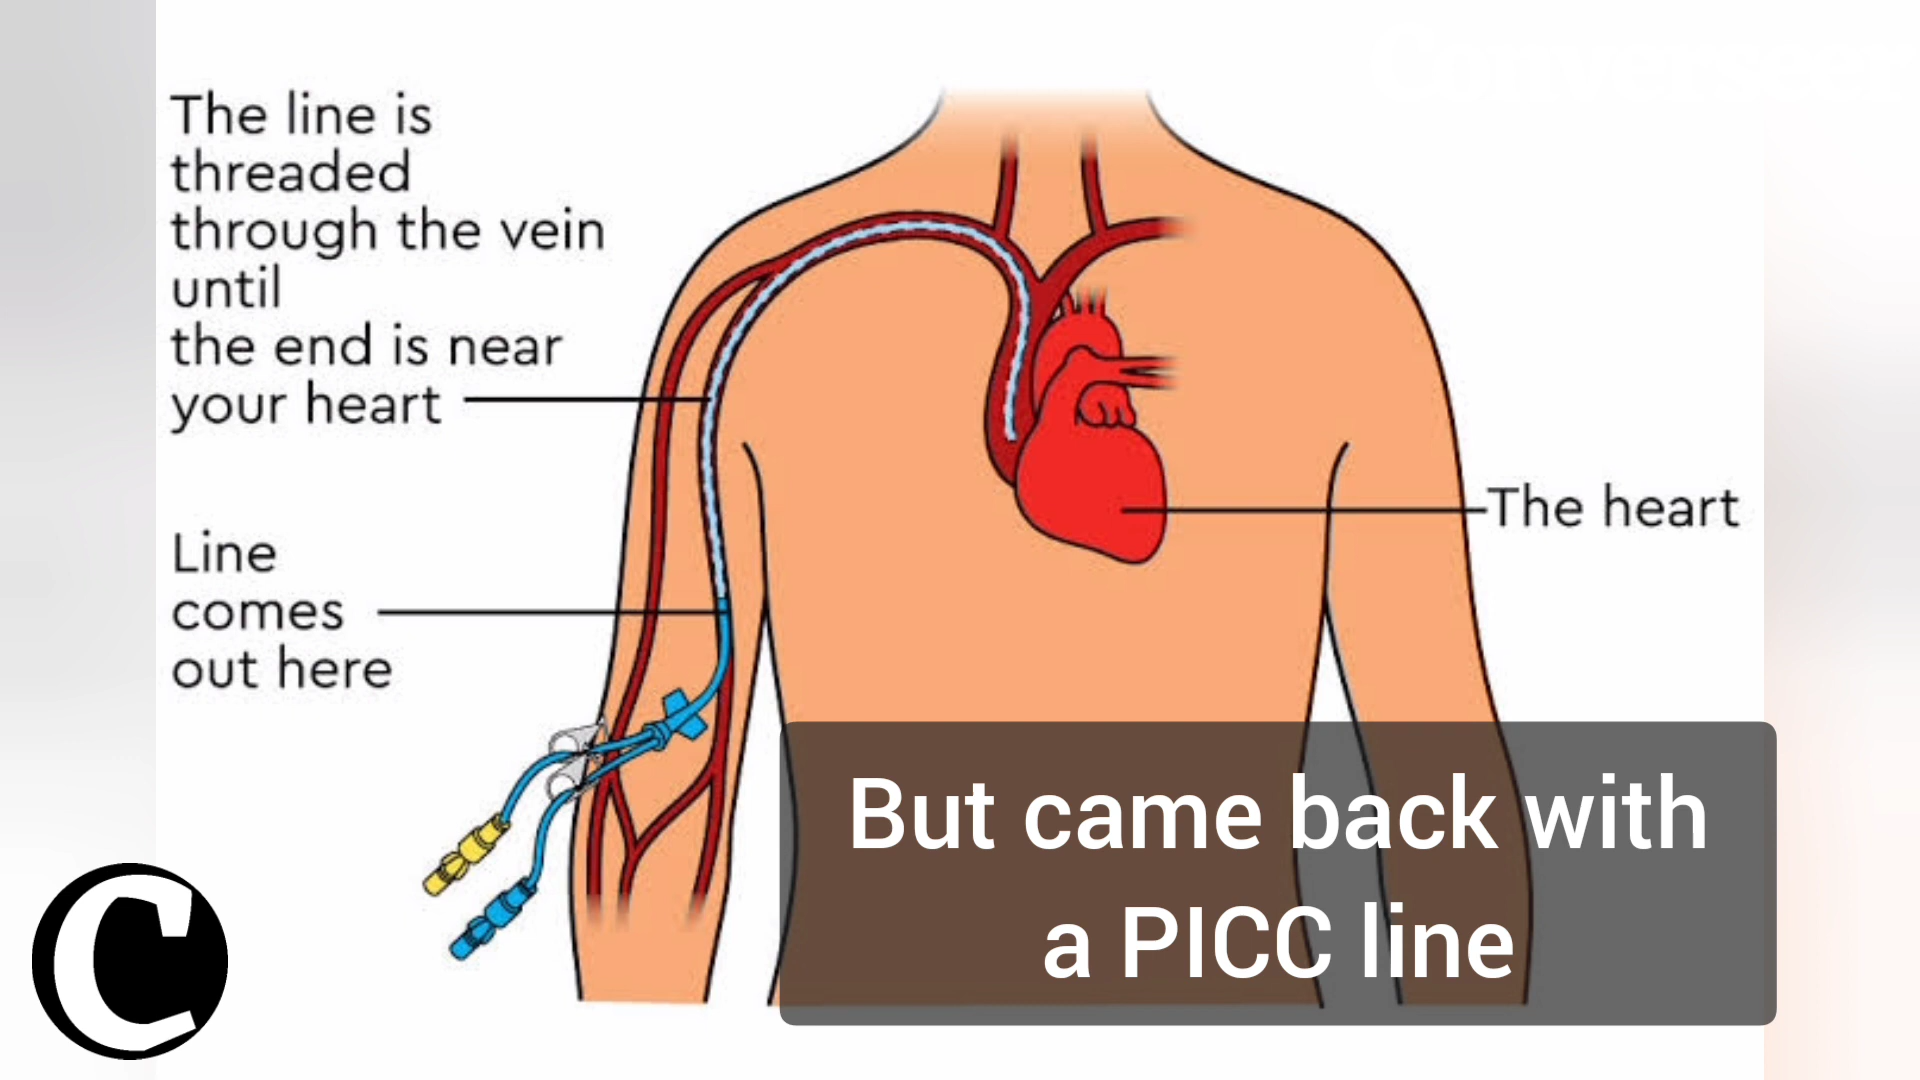 The line is
threaded
through the vein
until
the end is near
your heart
Line
comes
out here
The heart
But came back with
a PICC line
C